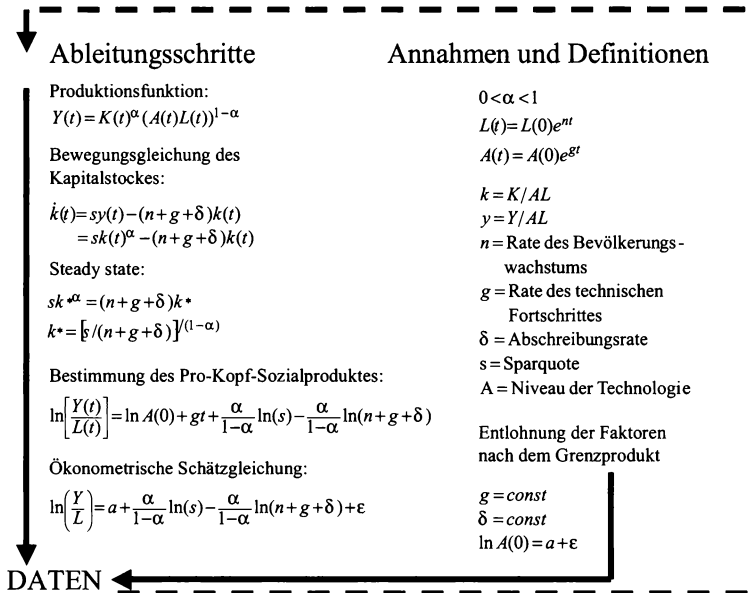 Ableitungsschritte
Produktionsfunktion:
Y(t) = K(t)^α (A(t)L(t))^{1−α}
Bewegungsgleichung des
Kapitalstockes:
k̇(t) = sy(t) − (n + g + δ)k(t)
= sk(t)^α − (n + g + δ)k(t)
Steady state:
sk*^α = (n + g + δ)k*
k* = [s/(n + g + δ)]^{/(1−α)}
Bestimmung des Pro-Kopf-Sozialproduktes:
ln[Y(t)/L(t)] = ln A(0) + gt + α/(1−α) ln(s) − α/(1−α) ln(n + g + δ)
Ökonometrische Schätzgleichung:
ln(Y/L) = a + α/(1−α) ln(s) − α/(1−α) ln(n + g + δ) + ε
Annahmen und Definitionen
0 < α < 1
L(t) = L(0)e^{nt}
A(t) = A(0)e^{gt}
k = K/AL
y = Y/AL
n = Rate des Bevölkerungs-
wachstums
g = Rate des technischen
Fortschrittes
δ = Abschreibungsrate
s = Sparquote
A = Niveau der Technologie
Entlohnung der Faktoren
nach dem Grenzprodukt
g = const
δ = const
ln A(0) = a + ε
DATEN